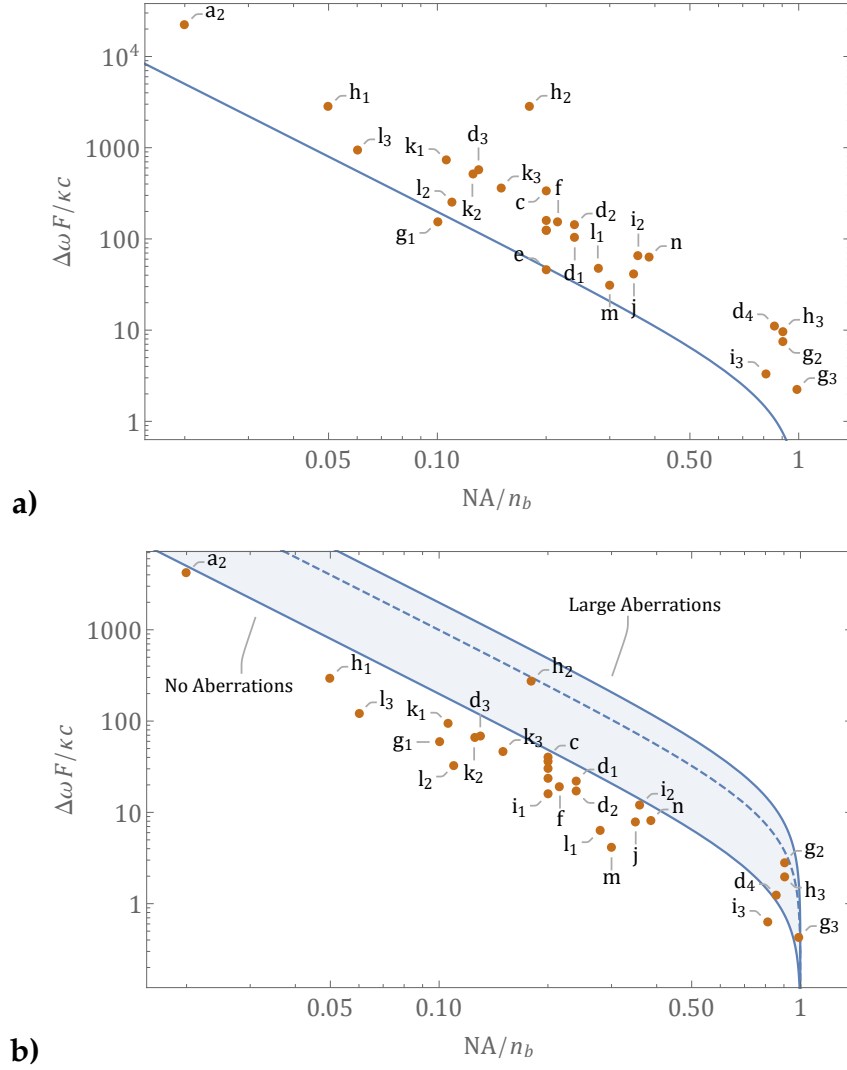 a₂
10⁴
h₁
h₂
d₃
l₃
1000
k₁
k₃
f
l₂
c
d₂
i₂
k₂
l₁
n
g₁
100
e
d₁
ΔωF/κc
m
j
10
d₄
h₃
i₃
g₂
g₃
1
0.05
0.10
0.50
1
NA/n_b
a)
a₂
Large Aberrations
1000
h₁
h₂
No Aberrations
l₃
d₃
k₁
100
g₁
k₃
c
k₂
d₁
l₂
i₂
ΔωF/κc
i₁
f
d₂
n
10
l₁
j
m
g₂
d₄
h₃
1
i₃
g₃
0.05
0.10
0.50
1
NA/n_b
b)